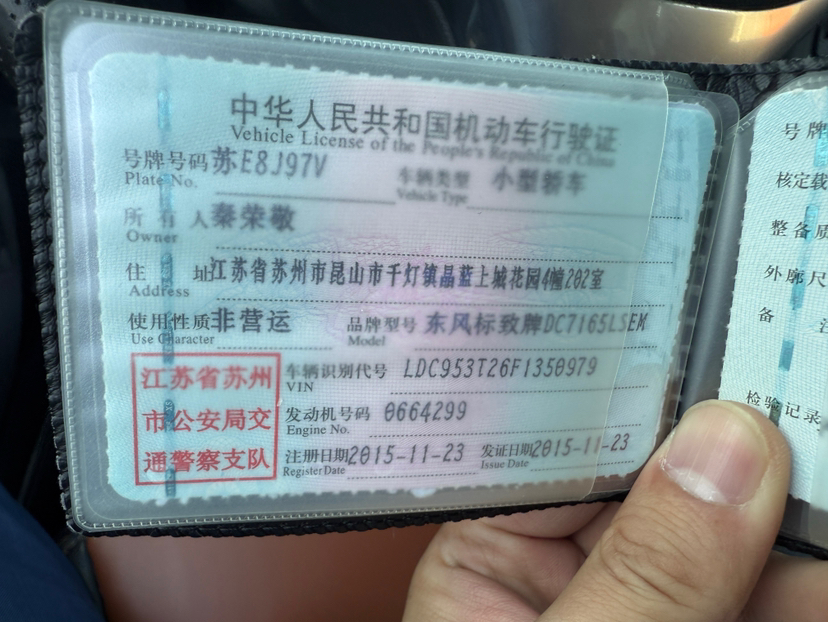 中华人民共和国机动车行驶证
Vehicle License of the People's Republic of China
号牌号码 苏E8J97V 车辆类型 小型轿车
Plate No. Vehicle Type
所有人 秦荣敬
Owner
住址 江苏省苏州市昆山市千灯镇晶蓝上城花园4幢202室
Address
使用性质 非营运 品牌型号 东风标致牌DC7165LSEM
Use Character Model
江苏省苏州
市公安局交
通警察支队
车辆识别代号 LDC953T26F1350979
VIN
发动机号码 0664299
Engine No.
注册日期 2015-11-23 发证日期 2015-11-23
Register Date Issue Date
号牌
核定载
整备质
外廓尺
备
检验记录